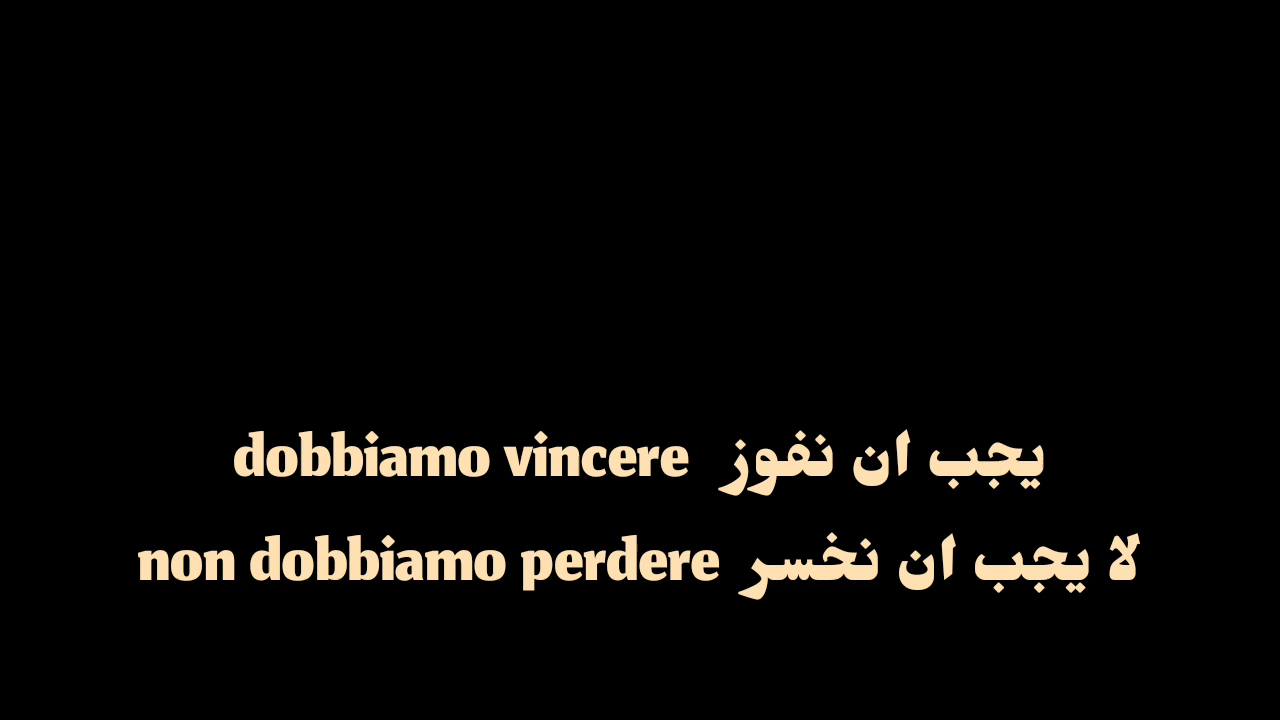 dobbiamo vincere يجب ان نفوز
non dobbiamo perdere لا يجب ان نخسر